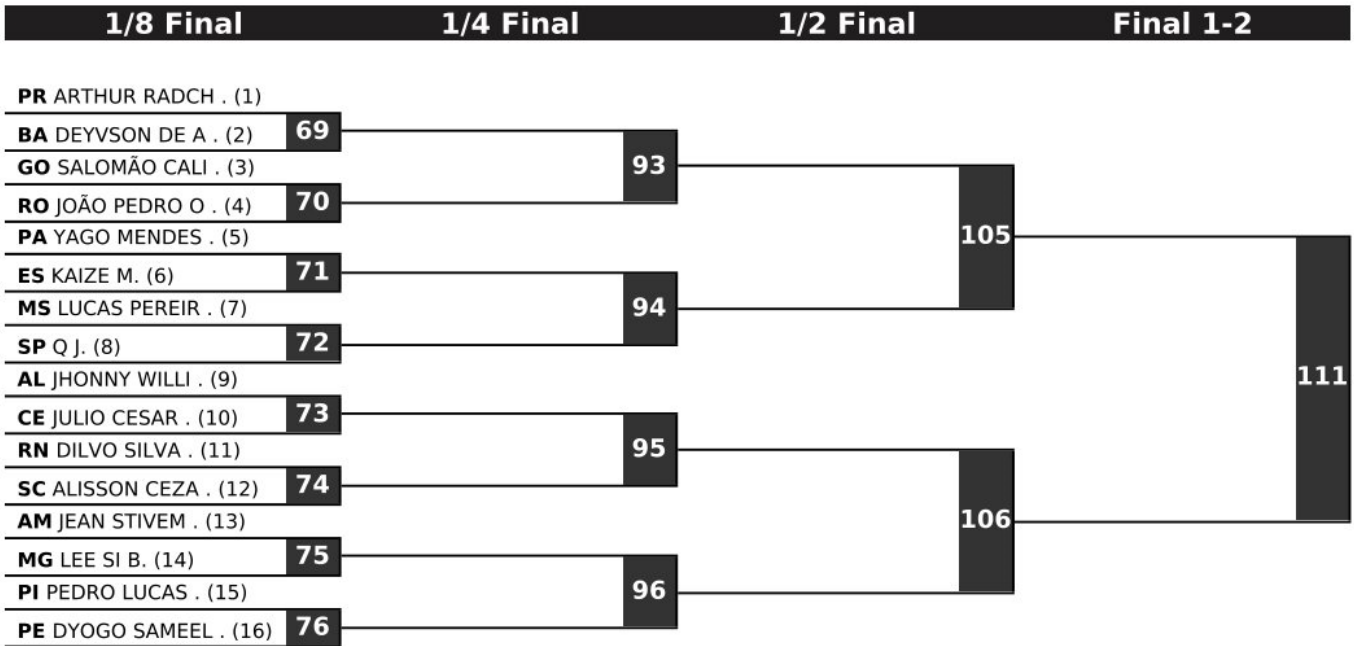 1/8 Final 1/4 Final 1/2 Final Final 1-2
PR ARTHUR RADCH . (1)
69
BA DEYVSON DE A . (2)
93
GO SALOMÃO CALI . (3)
70
RO JOÃO PEDRO O . (4)
105
PA YAGO MENDES . (5)
71
ES KAIZE M. (6)
94
MS LUCAS PEREIR . (7)
72
SP Q J. (8)
111
AL JHONNY WILLI . (9)
73
CE JULIO CESAR . (10)
95
RN DILVO SILVA . (11)
74
SC ALISSON CEZA . (12)
106
AM JEAN STIVEM . (13)
75
MG LEE SI B. (14)
96
PI PEDRO LUCAS . (15)
76
PE DYOGO SAMEEL . (16)